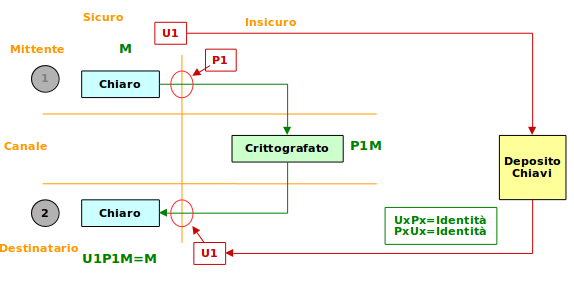 Sicuro
Insicuro
U1
Mittente
M
P1
1
Chiaro
Canale
Crittografato
P1M
Deposito
Chiavi
2
Chiaro
UxPx=Identità
PxUx=Identità
Destinatario
U1P1M=M
U1